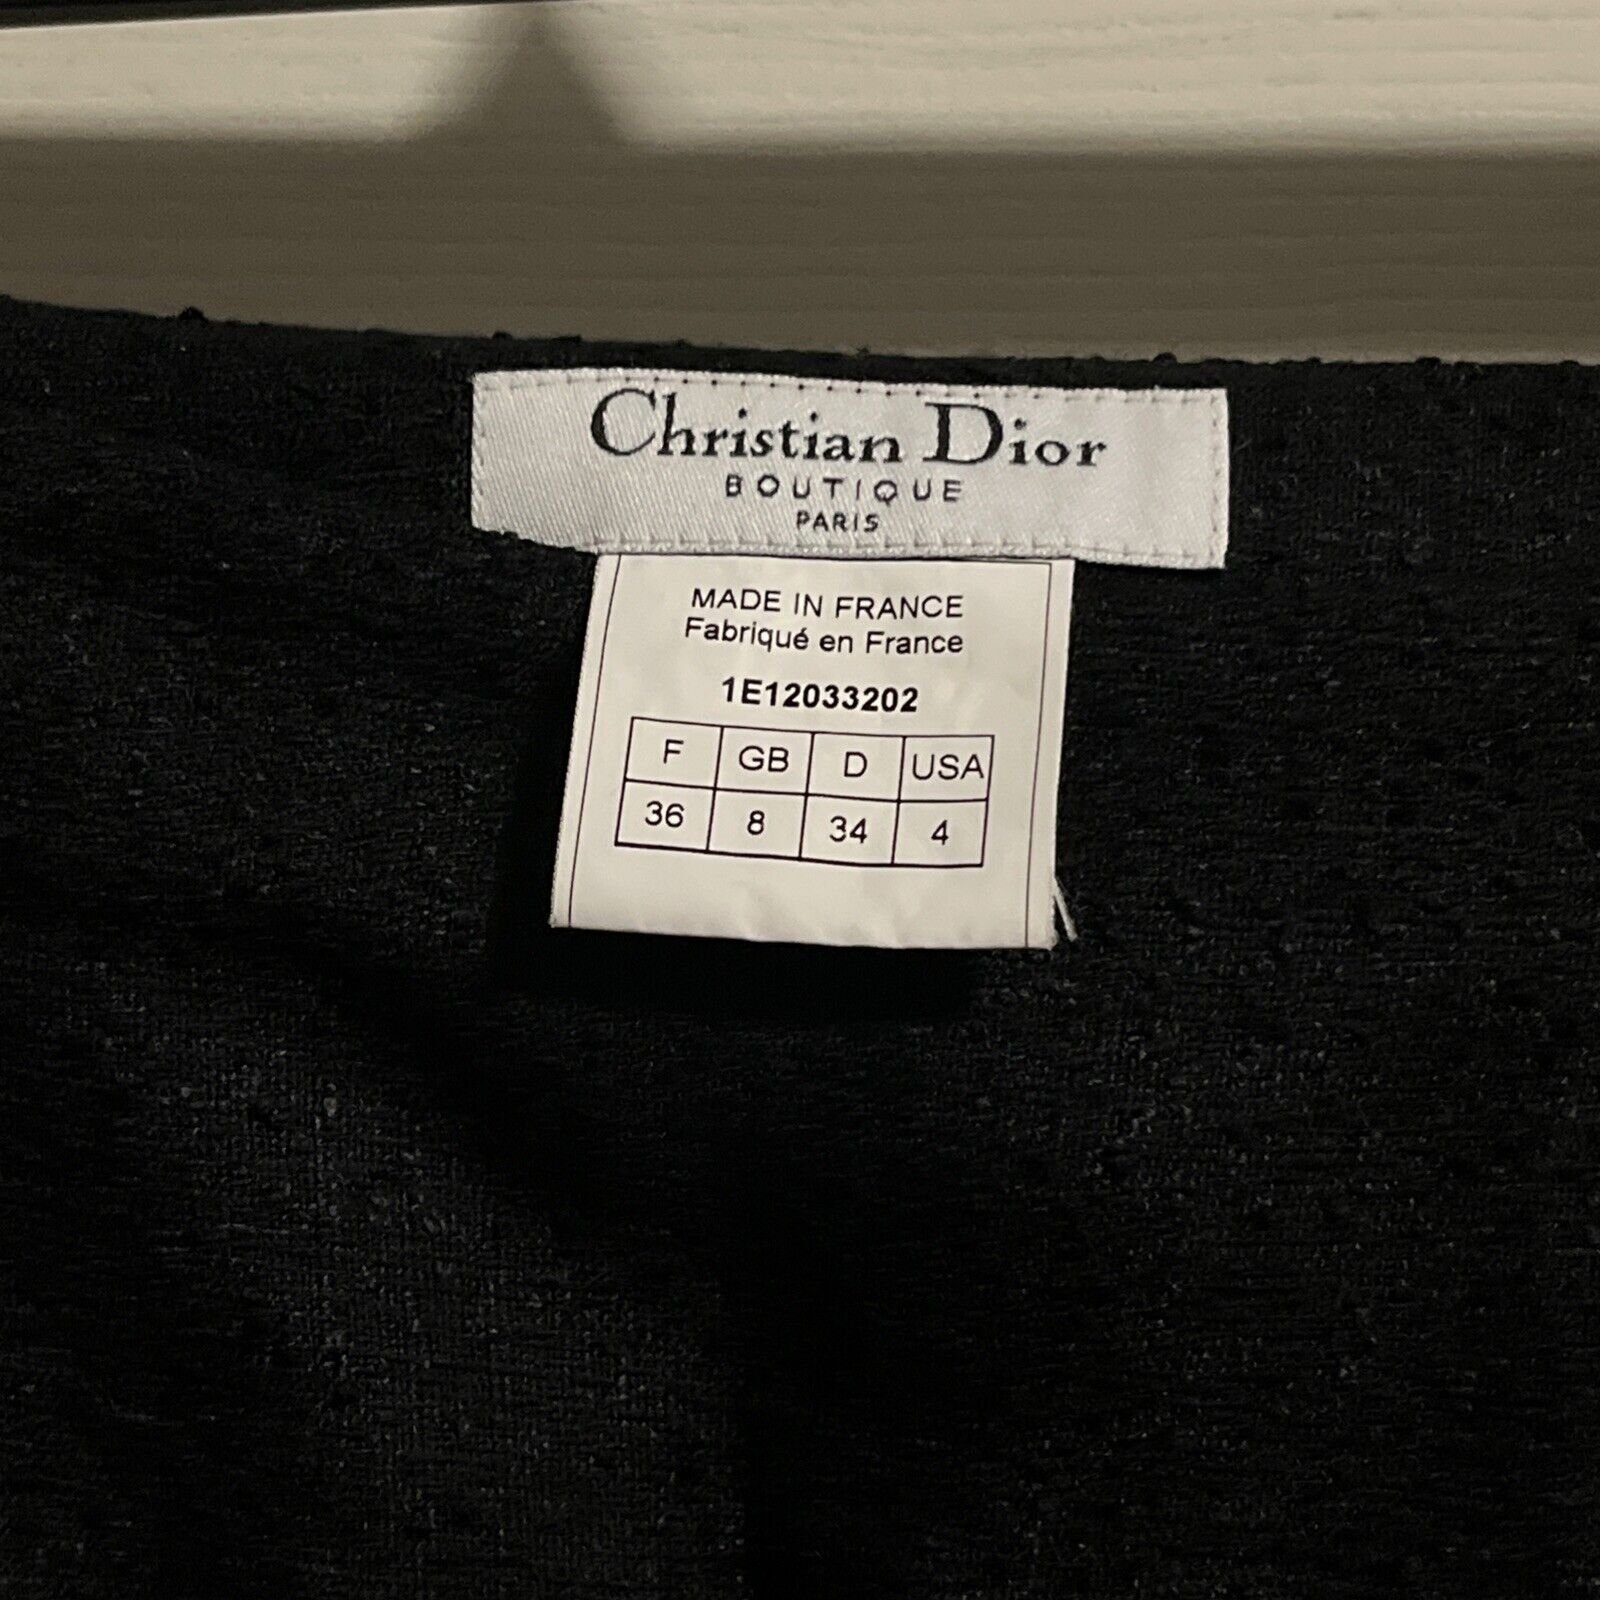 Christian Dior
BOUTIQUE
PARIS
MADE IN FRANCE
Fabriqué en France
1E12033202
F GB D USA
36 8 34 4